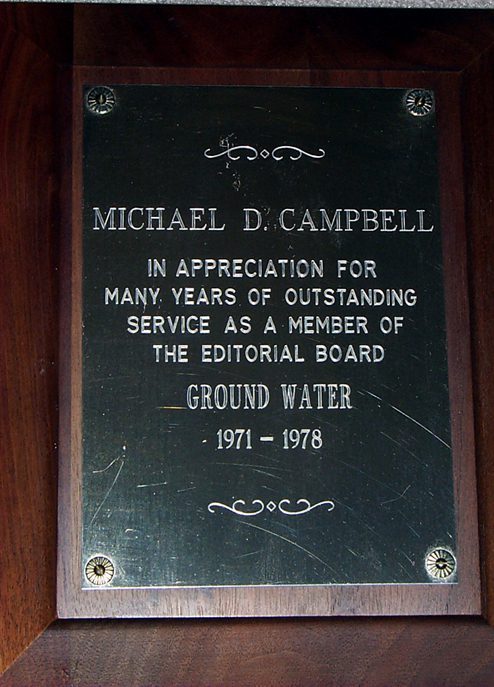 MICHAEL D. CAMPBELL
IN APPRECIATION FOR
MANY YEARS OF OUTSTANDING
SERVICE AS A MEMBER OF
THE EDITORIAL BOARD
GROUND WATER
1971 – 1978